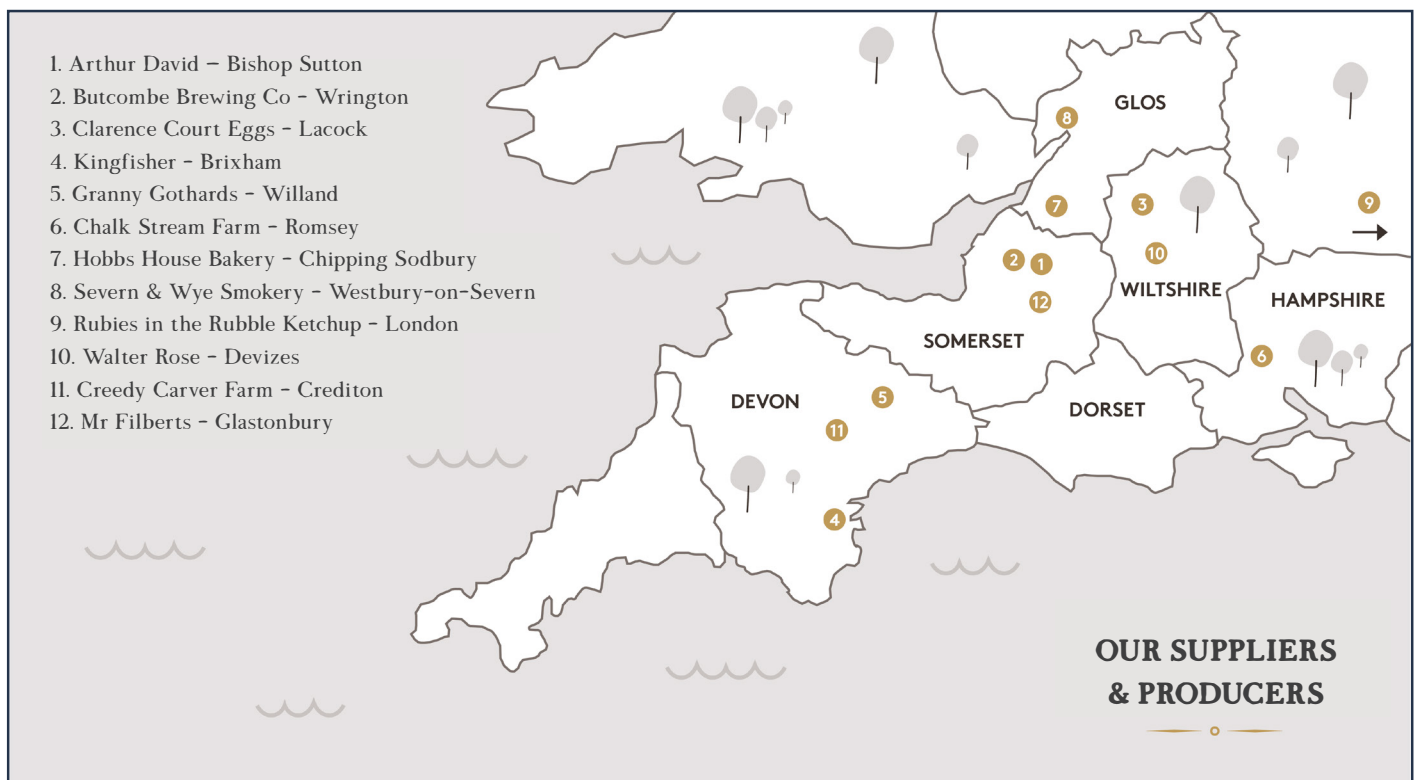 1. Arthur David – Bishop Sutton
2. Butcombe Brewing Co - Wrington
3. Clarence Court Eggs - Lacock
4. Kingfisher - Brixham
5. Granny Gothards - Willand
6. Chalk Stream Farm - Romsey
7. Hobbs House Bakery - Chipping Sodbury
8. Severn & Wye Smokery - Westbury-on-Severn
9. Rubies in the Rubble Ketchup - London
10. Walter Rose - Devizes
11. Creedy Carver Farm - Crediton
12. Mr Filberts - Glastonbury
GLOS
8
7
3
9
10
2
1
12
WILTSHIRE
HAMPSHIRE
SOMERSET
6
DEVON
5
DORSET
11
4
OUR SUPPLIERS
& PRODUCERS